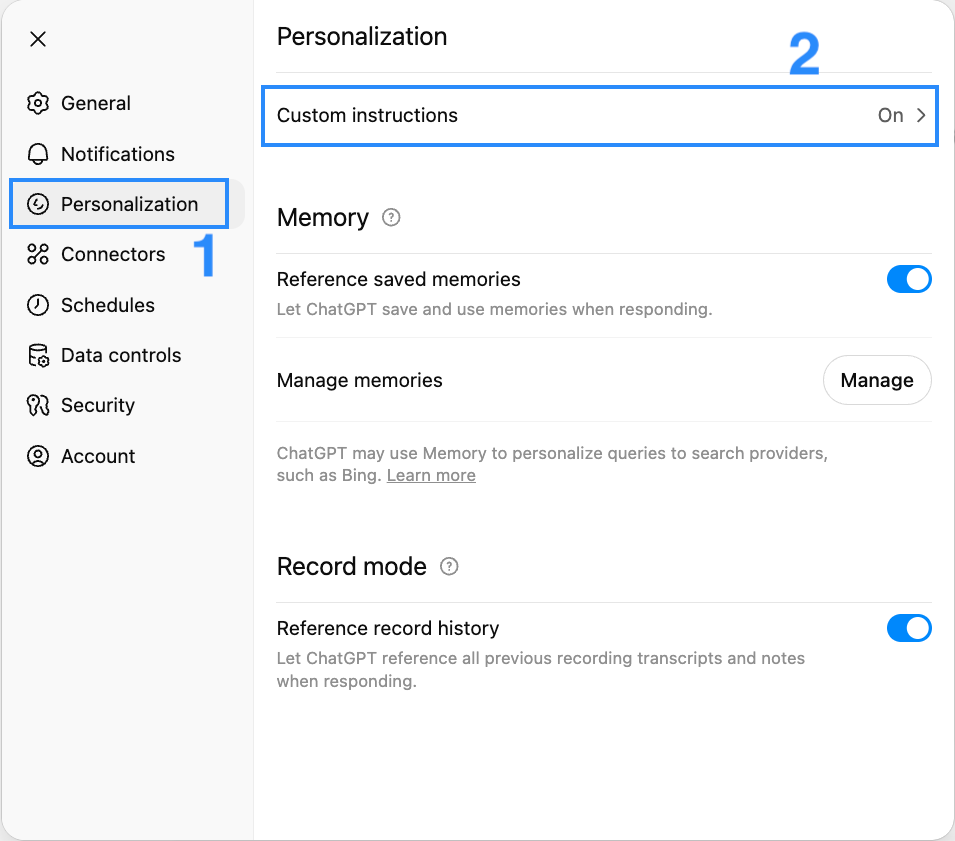 General
Notifications
Personalization
1
Connectors
Schedules
Data controls
Security
Account
Personalization
2
Custom instructions
On
Memory
?
Reference saved memories
Let ChatGPT save and use memories when responding.
Manage memories
Manage
ChatGPT may use Memory to personalize queries to search providers,
such as Bing. Learn more
Record mode
?
Reference record history
Let ChatGPT reference all previous recording transcripts and notes
when responding.